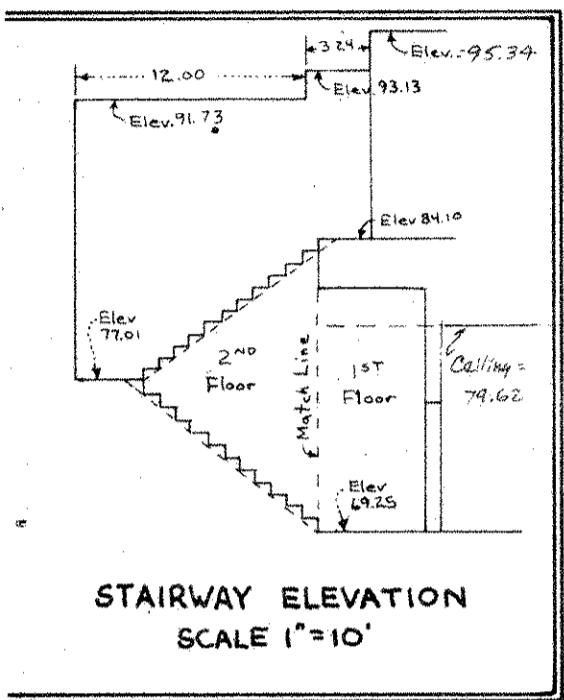 3.24
Elev. = 95.34
12.00
Elev. 93.13
Elev. 91.73
Elev 84.10
Elev
77.01
2ND
Floor
Match Line
1ST
Floor
Ceiling =
79.62
Elev
69.25
STAIRWAY ELEVATION
SCALE 1"=10'